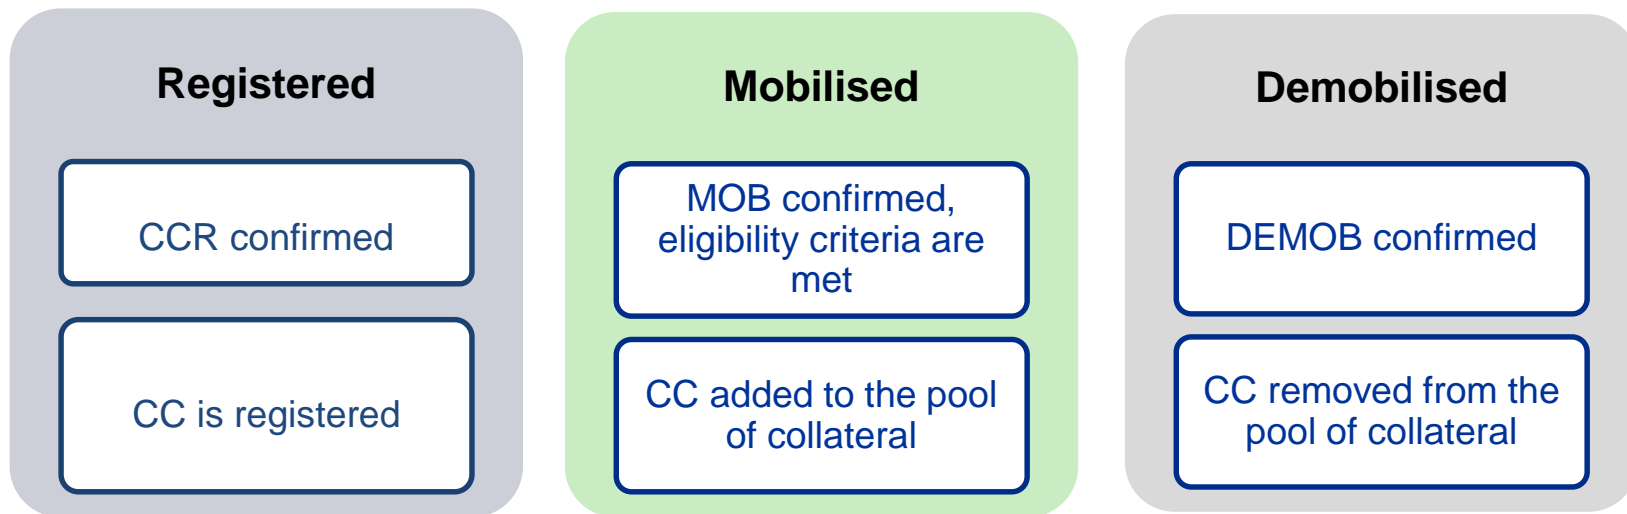 Registered
CCR confirmed
CC is registered
Mobilised
MOB confirmed,
eligibility criteria are
met
CC added to the pool
of collateral
Demobilised
DEMOB confirmed
CC removed from the
pool of collateral